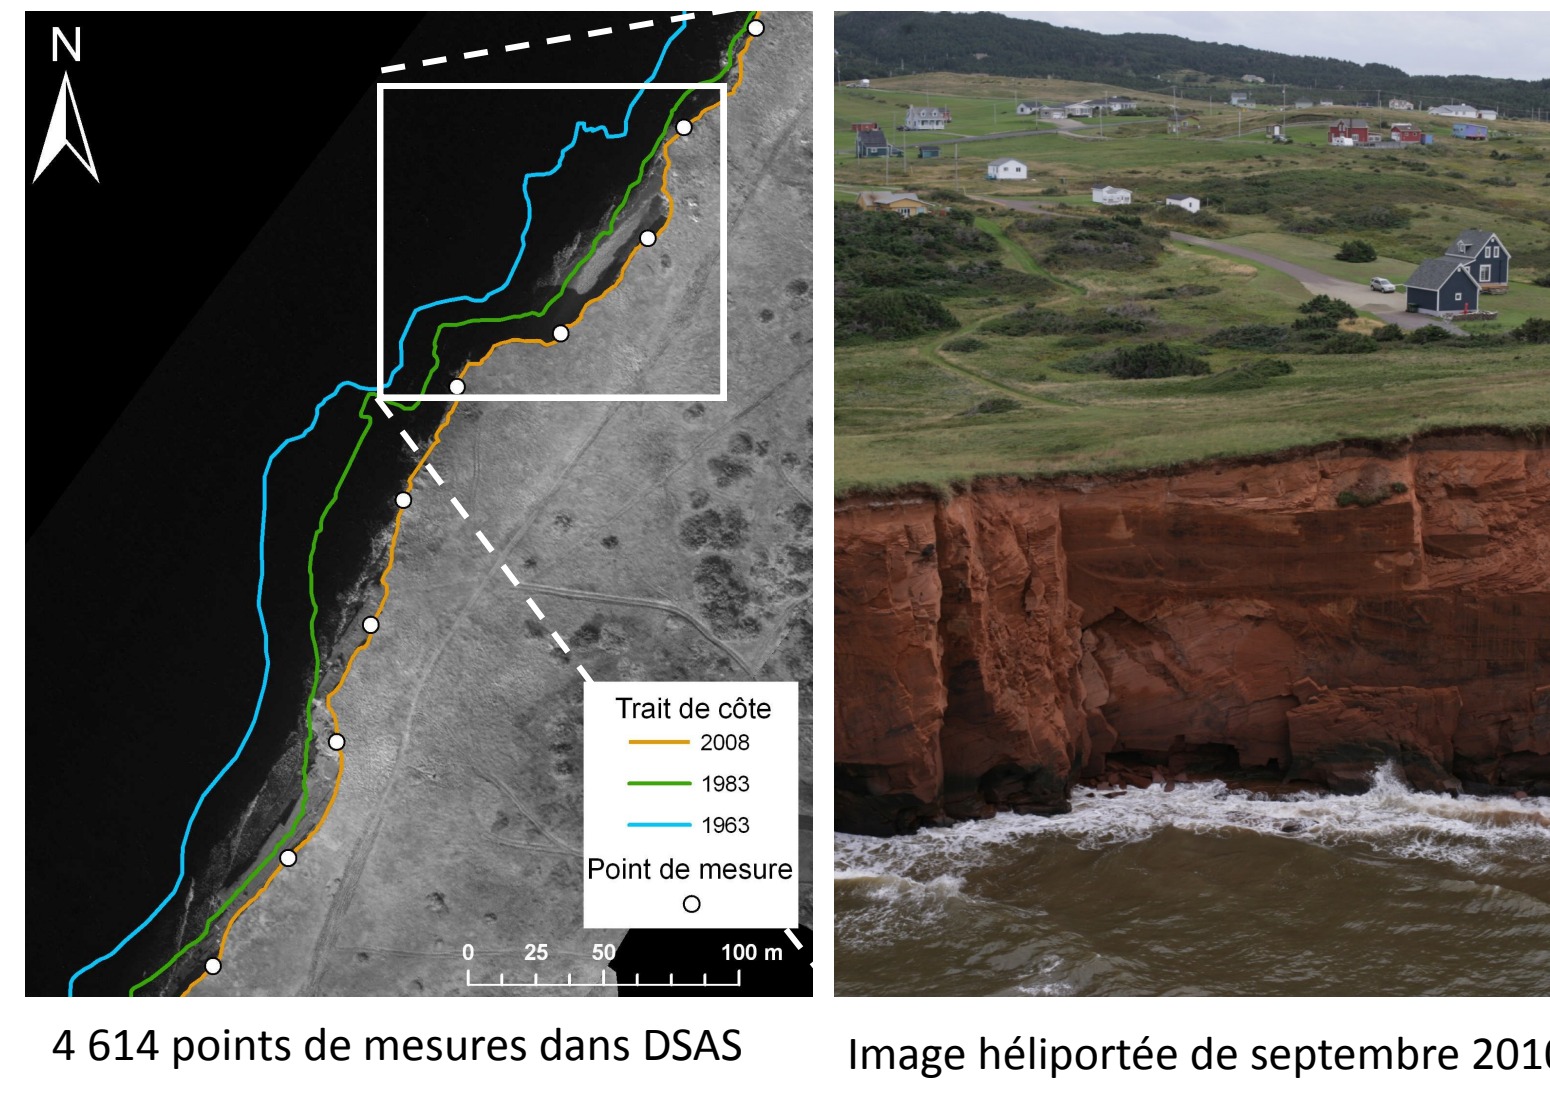 N
Trait de côte
2008
1983
1963
Point de mesure
0 25 50 100 m
4 614 points de mesures dans DSAS
Image héliportée de septembre 2010